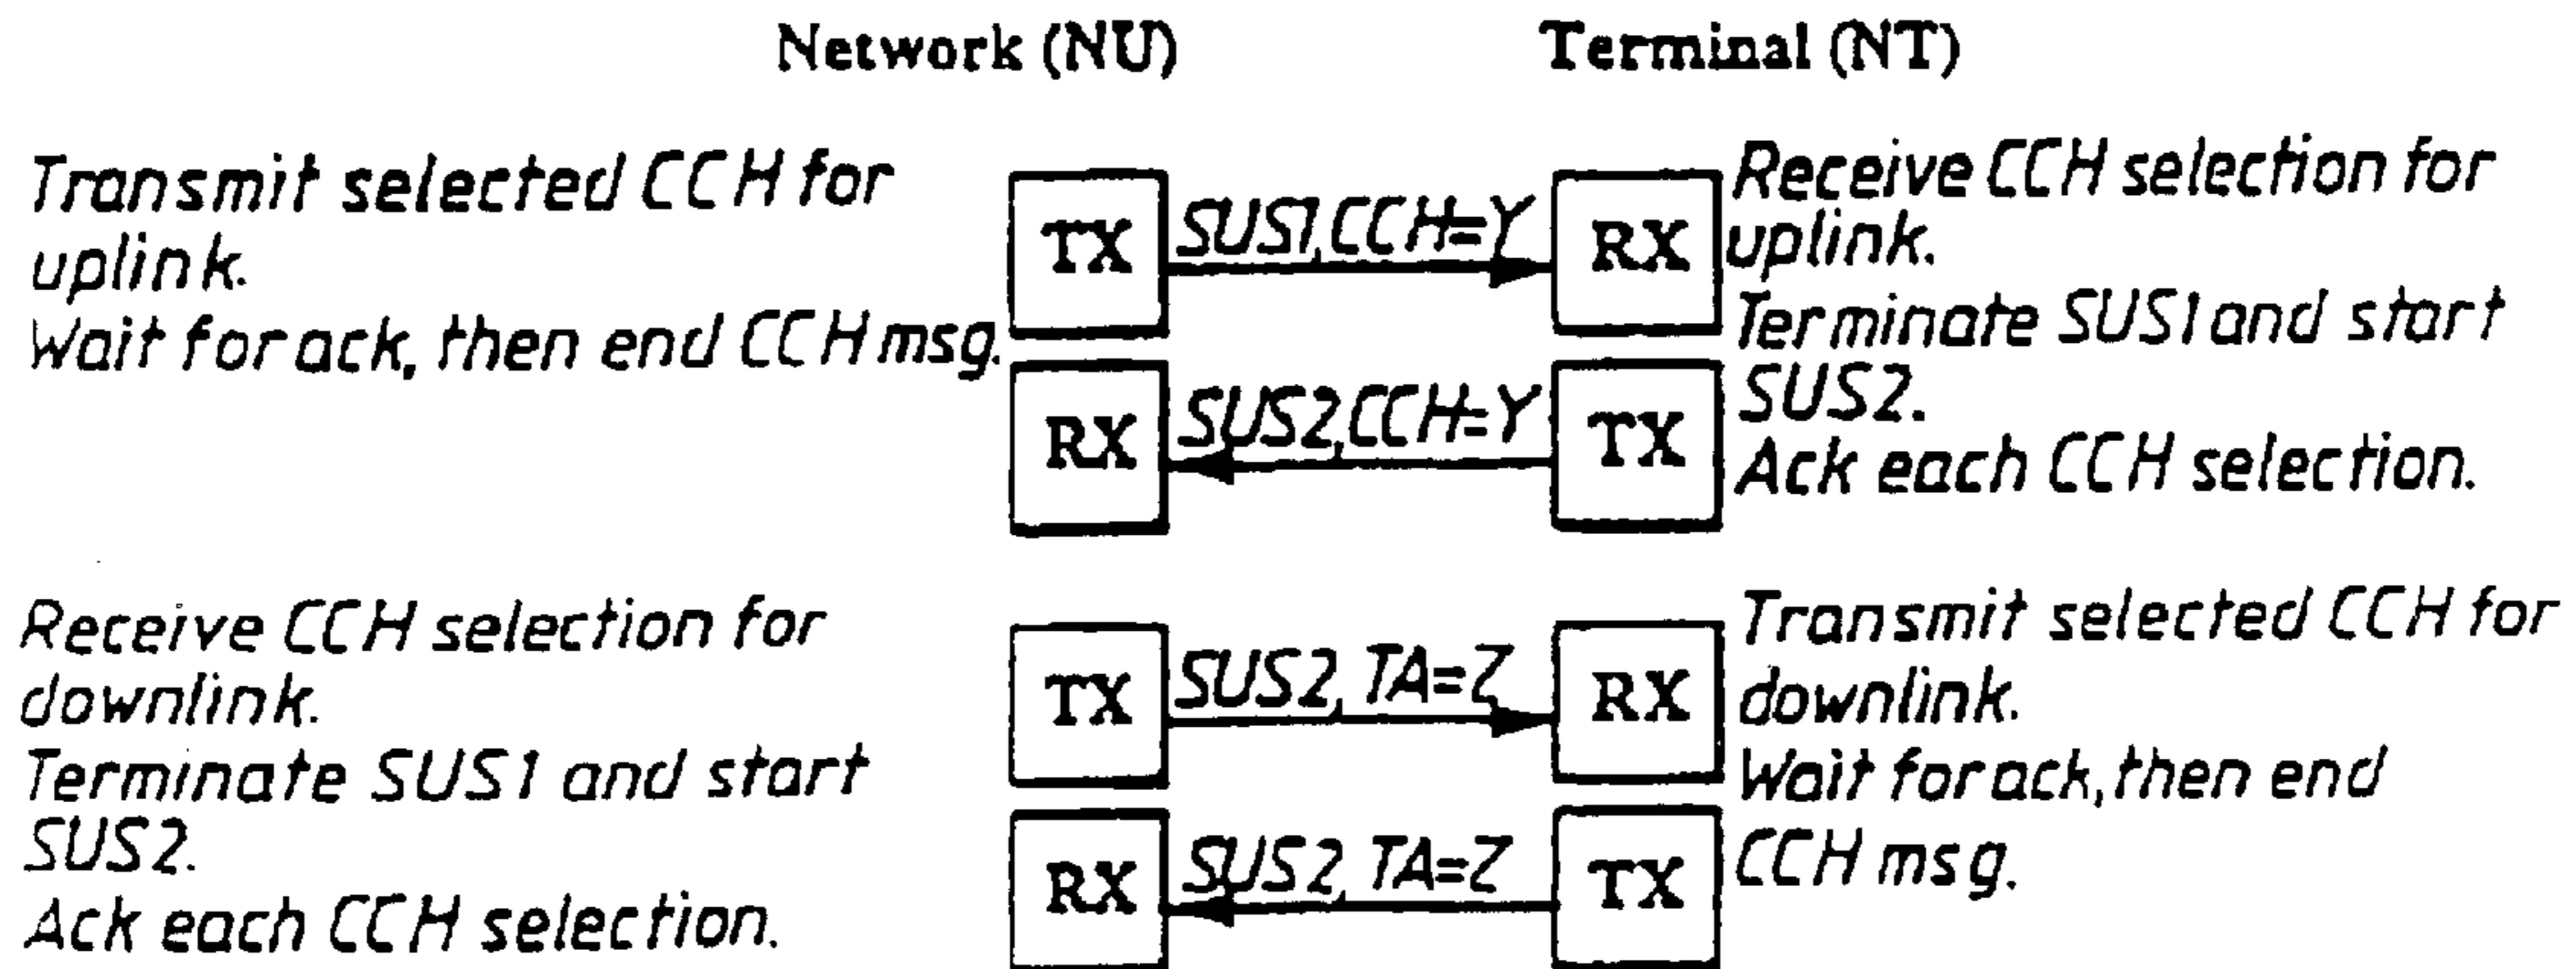 Network (NU) Terminal (NT)
Transmit selected CCH for
uplink.
Wait for ack, then end CCH msg.
TX
SUS1,CCH=Y
RX
Receive CCH selection for
uplink.
Terminate SUS1 and start
SUS2.
Ack each CCH selection.
RX
SUS2,CCH=Y
TX
Receive CCH selection for
downlink.
Terminate SUS1 and start
SUS2.
Ack each CCH selection.
TX
SUS2, TA=Z
RX
Transmit selected CCH for
downlink.
Wait for ack, then end
CCH msg.
RX
SUS2, TA=Z
TX